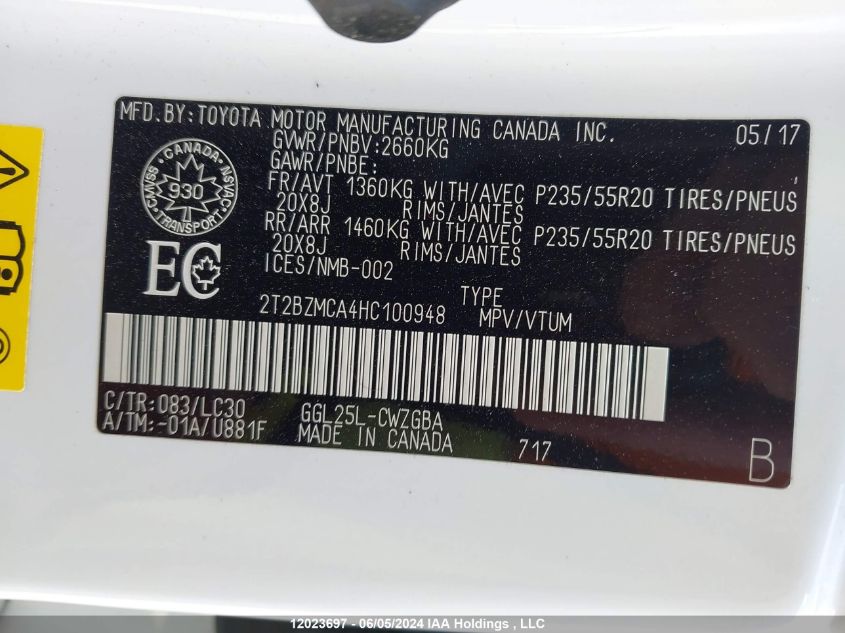 MFD.BY:TOYOTA MOTOR MANUFACTURING CANADA INC. 05/17
GVWR/PNBV:2660KG
GAWR/PNBE:
FR/AVT 1360KG WITH/AVEC P235/55R20 TIRES/PNEUS
20X8J RIMS/JANTES
RR/ARR 1460KG WITH/AVEC P235/55R20 TIRES/PNEUS
20X8J RIMS/JANTES
ICES/NMB-002
CANADA
CMVSS 930 NSVAC
TRANSPORT
EC
TYPE
2T2BZMCA4HC100948 MPV/VTUM
C/TR:083/LC30 GGL25L-CWZGBA
A/TM:-01A/U881F MADE IN CANADA 717
B
12023697 - 06/05/2024 IAA Holdings , LLC